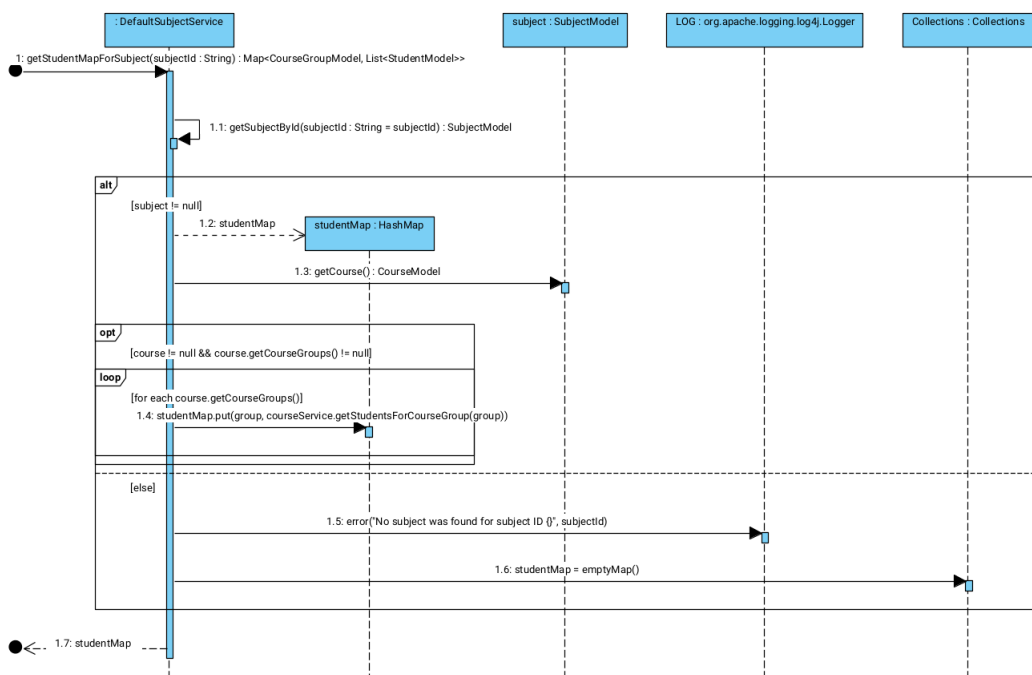 : DefaultSubjectService
subject : SubjectModel
LOG : org.apache.logging.log4j.Logger
Collections : Collections
1: getStudentMapForSubject(subjectId : String) : Map<CourseGroupModel, List<StudentModel>>
1.1: getSubjectById(subjectId : String = subjectId) : SubjectModel
alt
[subject != null]
1.2: studentMap
studentMap : HashMap
1.3: getCourse() : CourseModel
opt
[course != null && course.getCourseGroups() != null]
loop
[for each course.getCourseGroups()]
1.4: studentMap.put(group, courseService.getStudentsForCourseGroup(group))
[else]
1.5: error("No subject was found for subject ID {}", subjectId)
1.6: studentMap = emptyMap()
1.7: studentMap